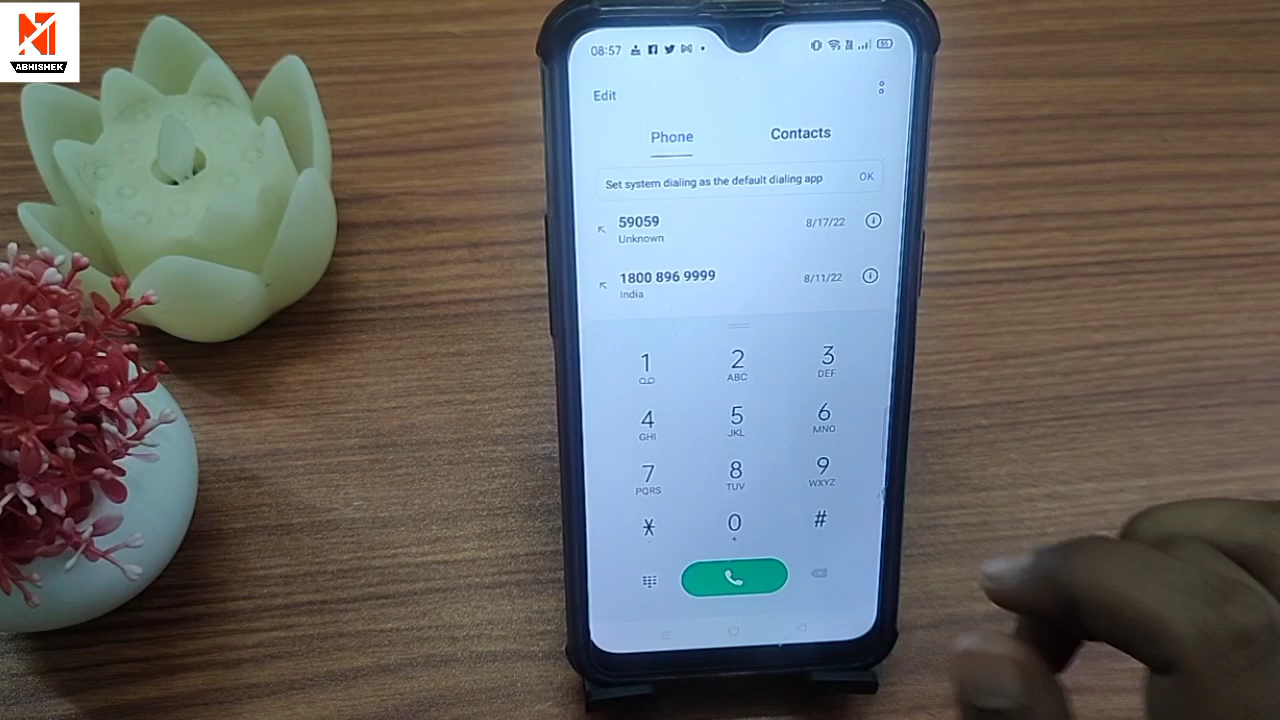 ABHISHEK
08:57
Edit
Phone Contacts
Set system dialing as the default dialing app OK
59059 8/17/22
Unknown
1800 896 9999 8/11/22
India
1 2 3
ABC DEF
4 5 6
GHI JKL MNO
7 8 9
PQRS TUV WXYZ
* 0 #
+